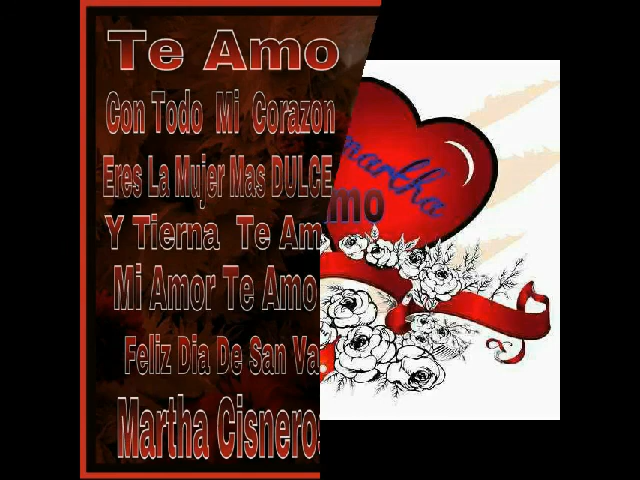 Te Amo
Con Todo Mi Corazon
Eres La Mujer Mas DULCE
Y Tierna Te Am
Mi Amor Te Amo
Feliz Dia De San Va
Martha Cisnero
martha
mo